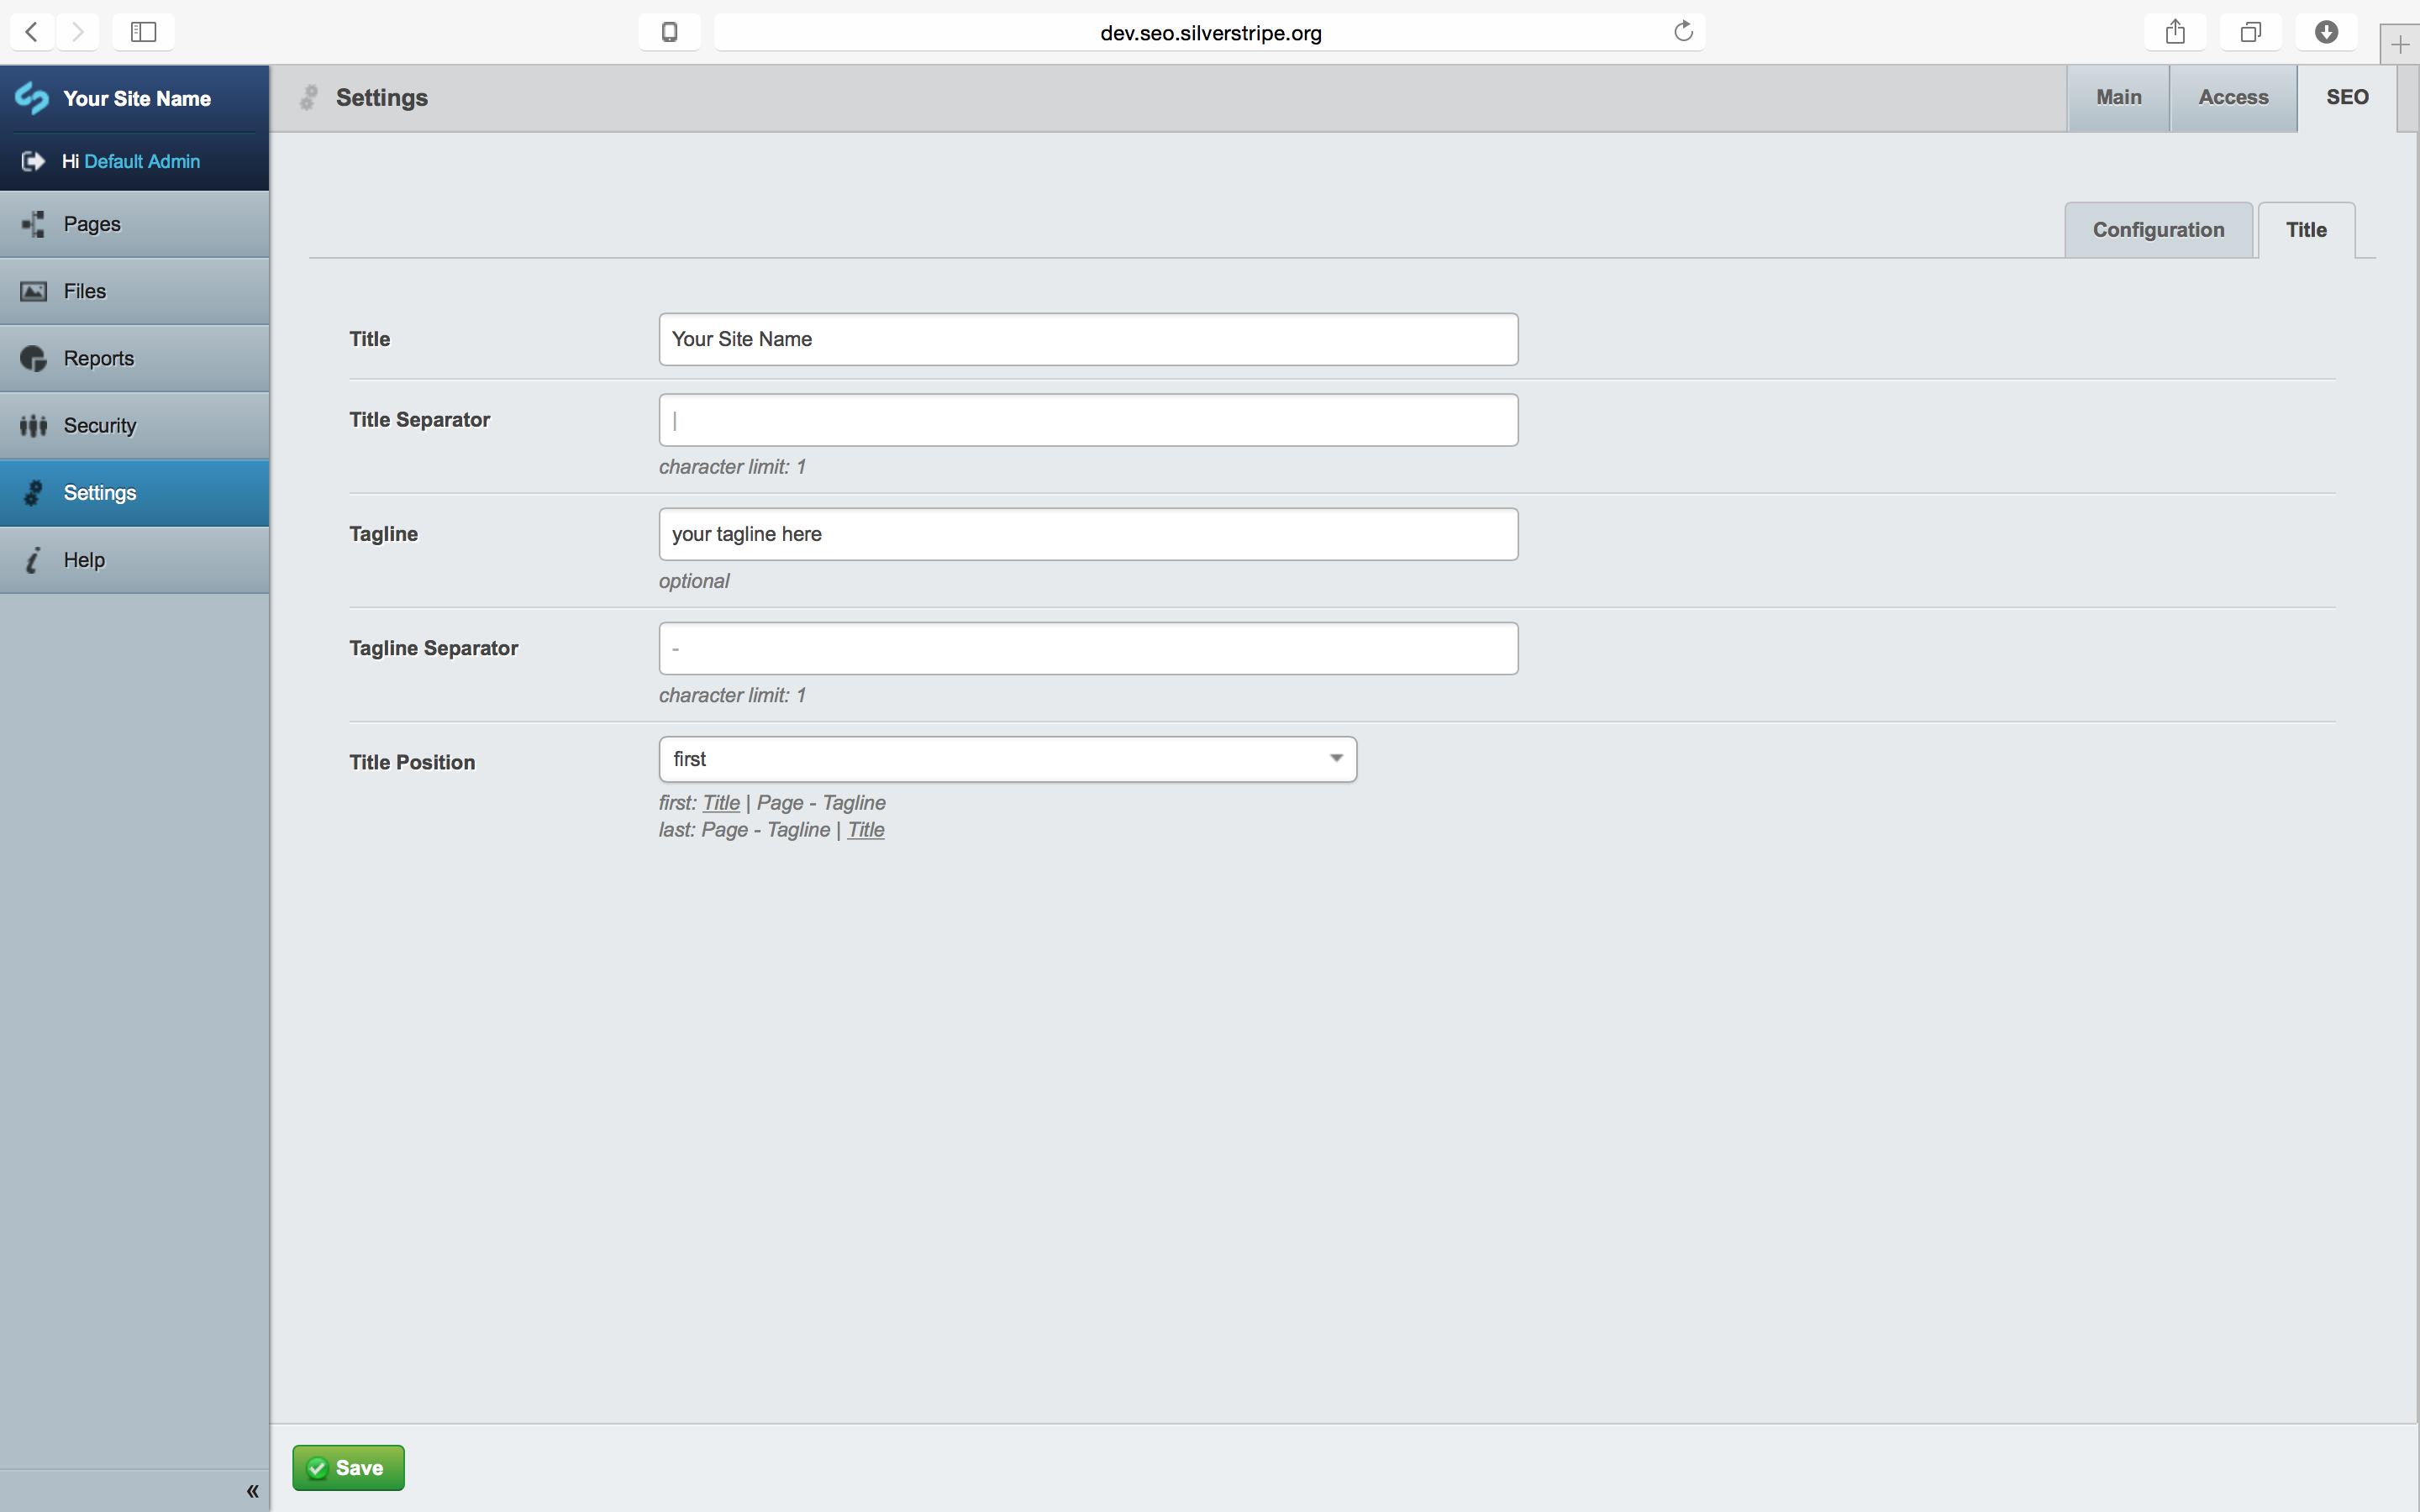 dev.seo.silverstripe.org
Your Site Name
Hi Default Admin
Pages
Files
Reports
Security
Settings
Help
«
Settings
Main Access SEO
Configuration Title
Title Your Site Name
Title Separator |
character limit: 1
Tagline your tagline here
optional
Tagline Separator -
character limit: 1
Title Position first
first: Title | Page - Tagline
last: Page - Tagline | Title
Save